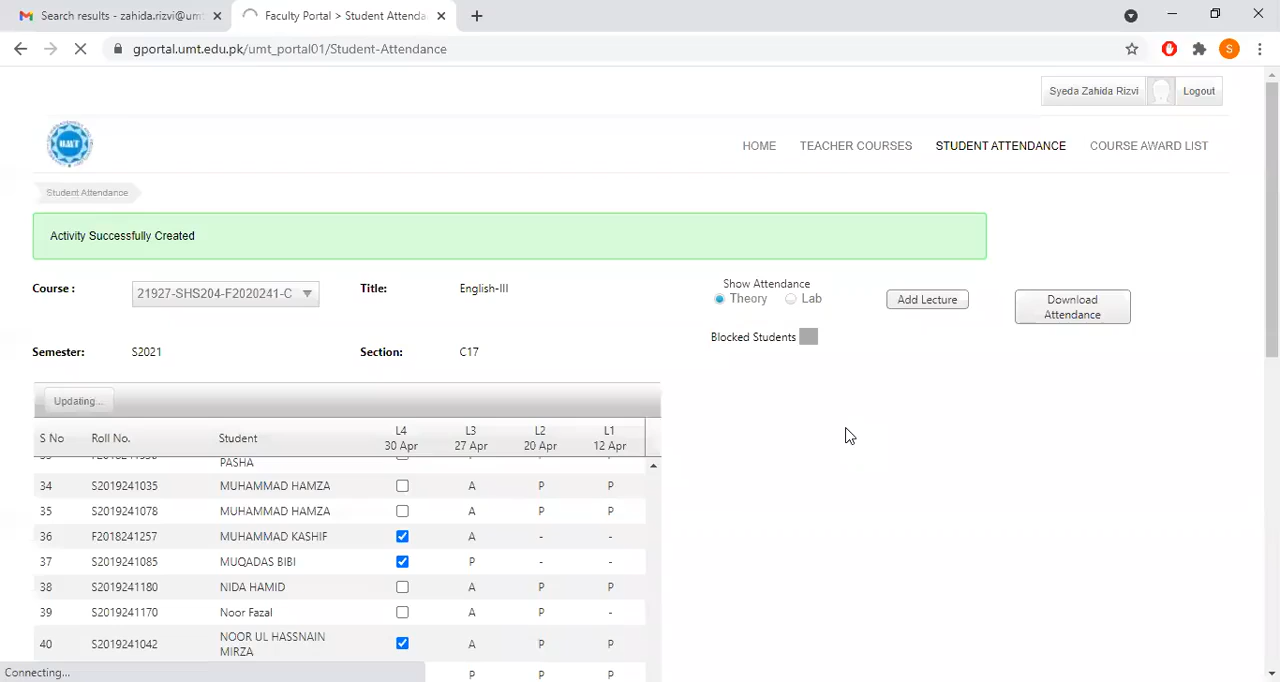 Search results - zahida.rizvi@umt
Faculty Portal > Student Attenda
gportal.umt.edu.pk/umt_portal01/Student-Attendance
S
Syeda Zahida Rizvi
Logout
UMT
HOME
TEACHER COURSES
STUDENT ATTENDANCE
COURSE AWARD LIST
Student Attendance
Activity Successfully Created
Course :
21927-SHS204-F2020241-C
Title:
English-III
Show Attendance
Theory
Lab
Add Lecture
Download
Attendance
Blocked Students
Semester:
S2021
Section:
C17
Updating...
S No Roll No. Student L4 30 Apr L3 27 Apr L2 20 Apr L1 12 Apr
PASHA
34 S2019241035 MUHAMMAD HAMZA A P P
35 S2019241078 MUHAMMAD HAMZA A P P
36 F2018241257 MUHAMMAD KASHIF A - -
37 S2019241085 MUQADAS BIBI P - -
38 S2019241180 NIDA HAMID A P P
39 S2019241170 Noor Fazal A P -
40 S2019241042 NOOR UL HASSNAIN MIRZA A P P
P P P
Connecting...